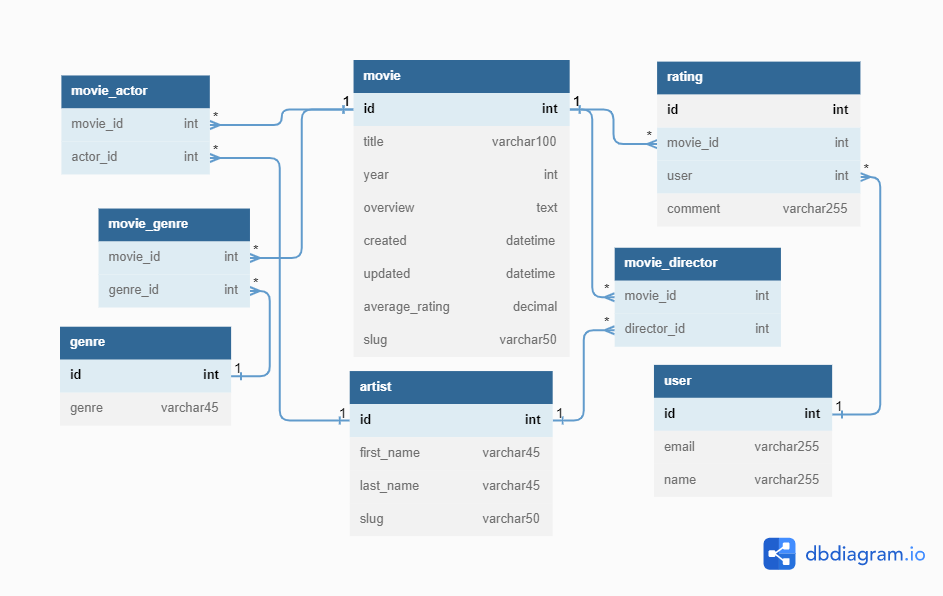 movie_actor
movie_id int *
actor_id int *
movie_genre
movie_id int *
genre_id int *
genre
id int 1
genre varchar45
movie
1 id int 1
title varchar100
year int
overview text
created datetime
updated datetime
average_rating decimal
slug varchar50
artist
1 id int 1
first_name varchar45
last_name varchar45
slug varchar50
rating
id int
* movie_id int
user int *
comment varchar255
movie_director
* movie_id int
* director_id int
user
id int 1
email varchar255
name varchar255
dbdiagram.io